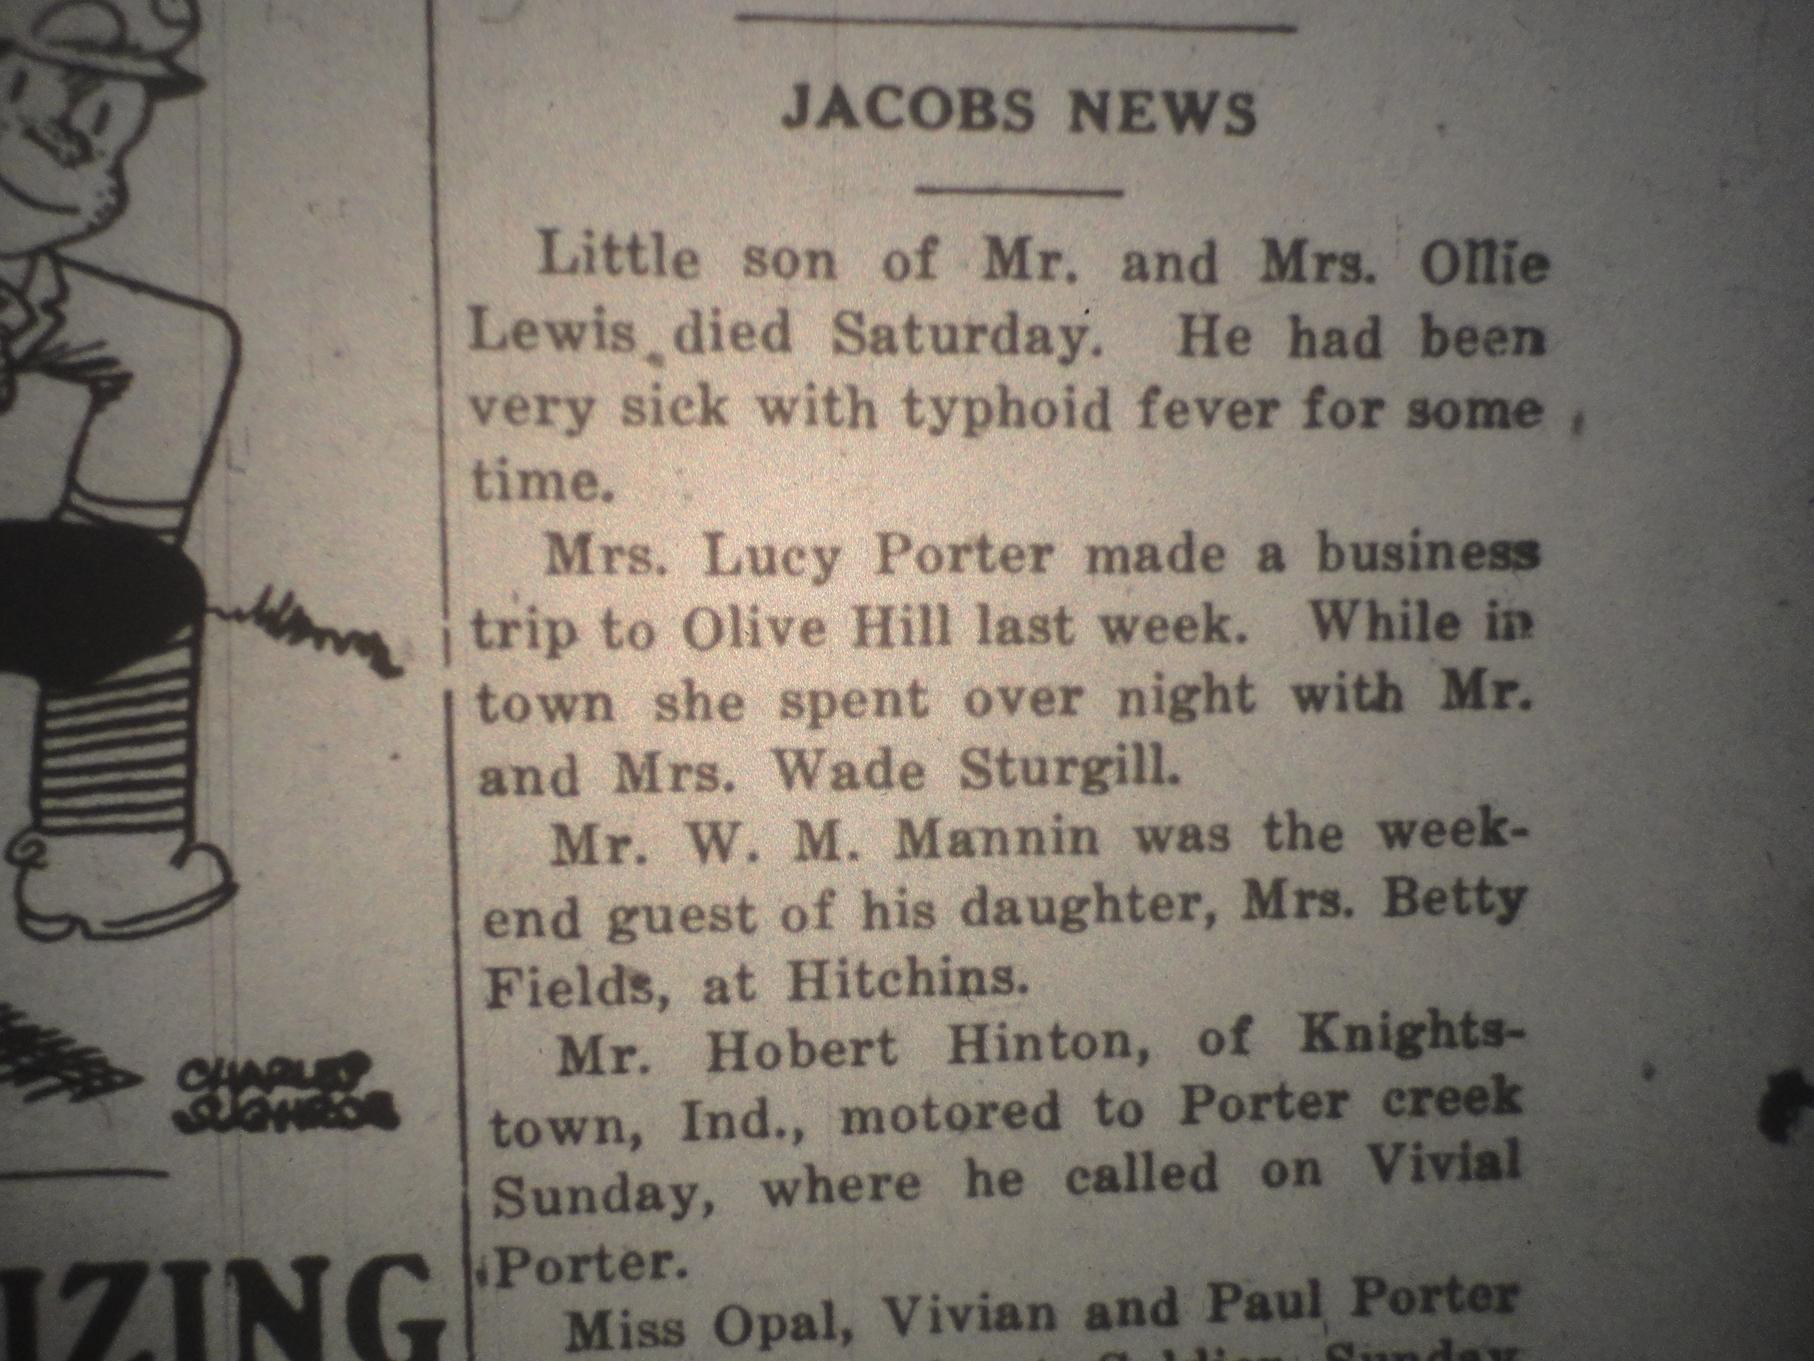 JACOBS NEWS
Little son of Mr. and Mrs. Ollie
Lewis died Saturday. He had been
very sick with typhoid fever for some
time.
Mrs. Lucy Porter made a business
trip to Olive Hill last week. While in
town she spent over night with Mr.
and Mrs. Wade Sturgill.
Mr. W. M. Mannin was the week-
end guest of his daughter, Mrs. Betty
Fields, at Hitchins.
Mr. Hobert Hinton, of Knights-
town, Ind., motored to Porter creek
Sunday, where he called on Vivial
Porter.
Miss Opal, Vivian and Paul Porter
Soldier Sunday
CHARLES
SUGHROE
IZING